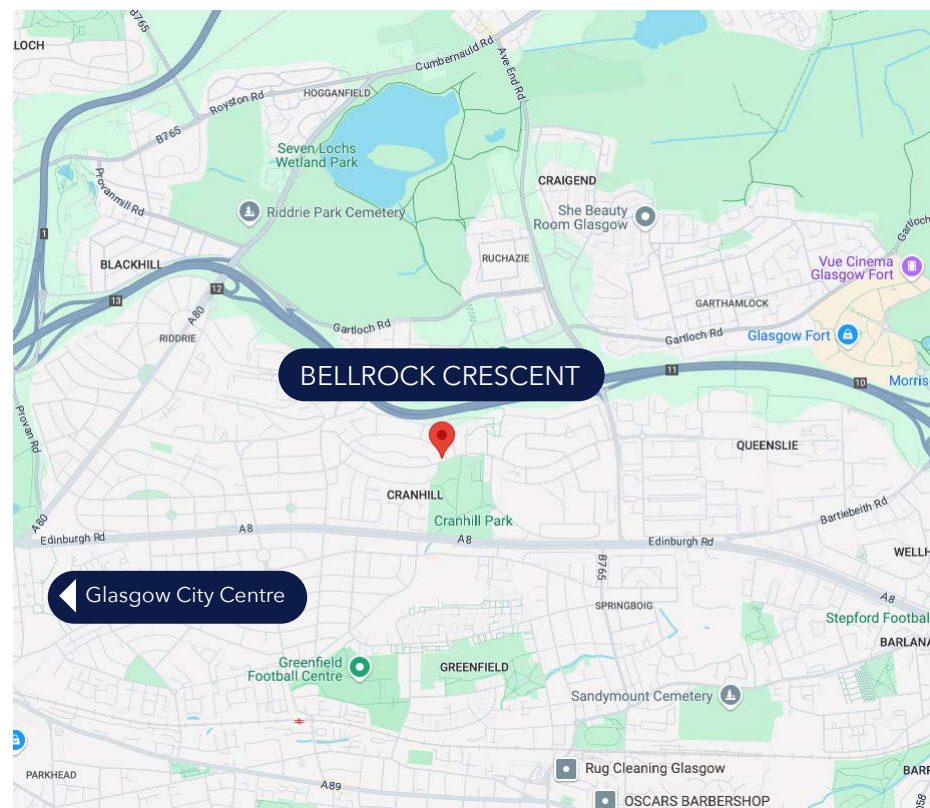 LOCH
B765
Cumbernauld Rd
Ave End Rd
HOGGANFIELD
Royston Rd
B765
Seven Lochs
Wetland Park
Provanmill Rd
CRAIGEND
Riddrie Park Cemetery
She Beauty
Room Glasgow
Gartloch
1
RUCHAZIE
BLACKHILL
Vue Cinema
Glasgow Fort
12
13
GARTHAMLOCK
A80
Gartloch Rd
Gartloch Rd
Glasgow Fort
RIDDRIE
BELLROCK CRESCENT
11
10
Morris
Provan Rd
QUEENSLIE
CRANHILL
Bartiebeith Rd
Cranhill Park
A80
Edinburgh Rd
A8
A8
Edinburgh Rd
WELLH
B765
Glasgow City Centre
A8
SPRINGBOIG
Stepford Footbal
BARLANA
Greenfield
Football Centre
GREENFIELD
Sandymount Cemetery
PARKHEAD
Rug Cleaning Glasgow
BARR
A89
OSCARS BARBERSHOP